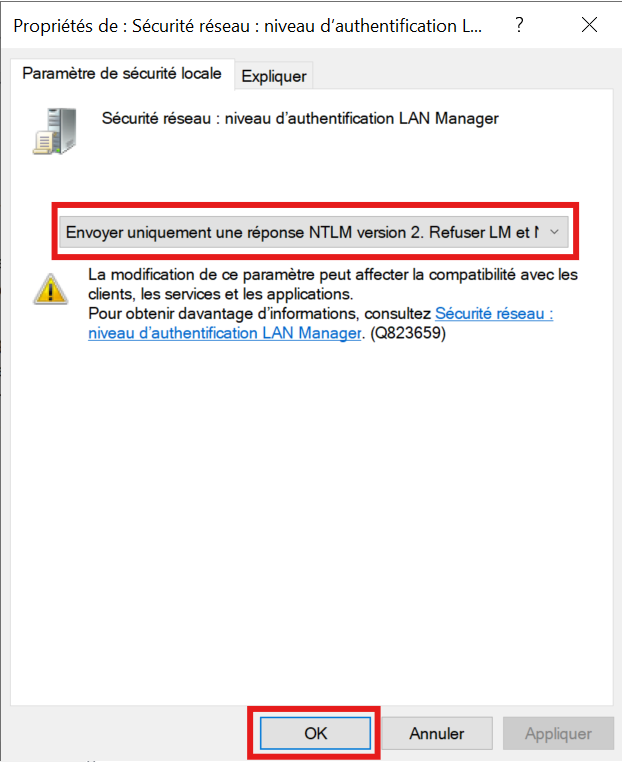 Propriétés de : Sécurité réseau : niveau d'authentification L... ?
Paramètre de sécurité locale Expliquer
Sécurité réseau : niveau d'authentification LAN Manager
Envoyer uniquement une réponse NTLM version 2. Refuser LM et
La modification de ce paramètre peut affecter la compatibilité avec les
clients, les services et les applications.
Pour obtenir davantage d'informations, consultez Sécurité réseau :
niveau d'authentification LAN Manager. (Q823659)
OK Annuler Appliquer